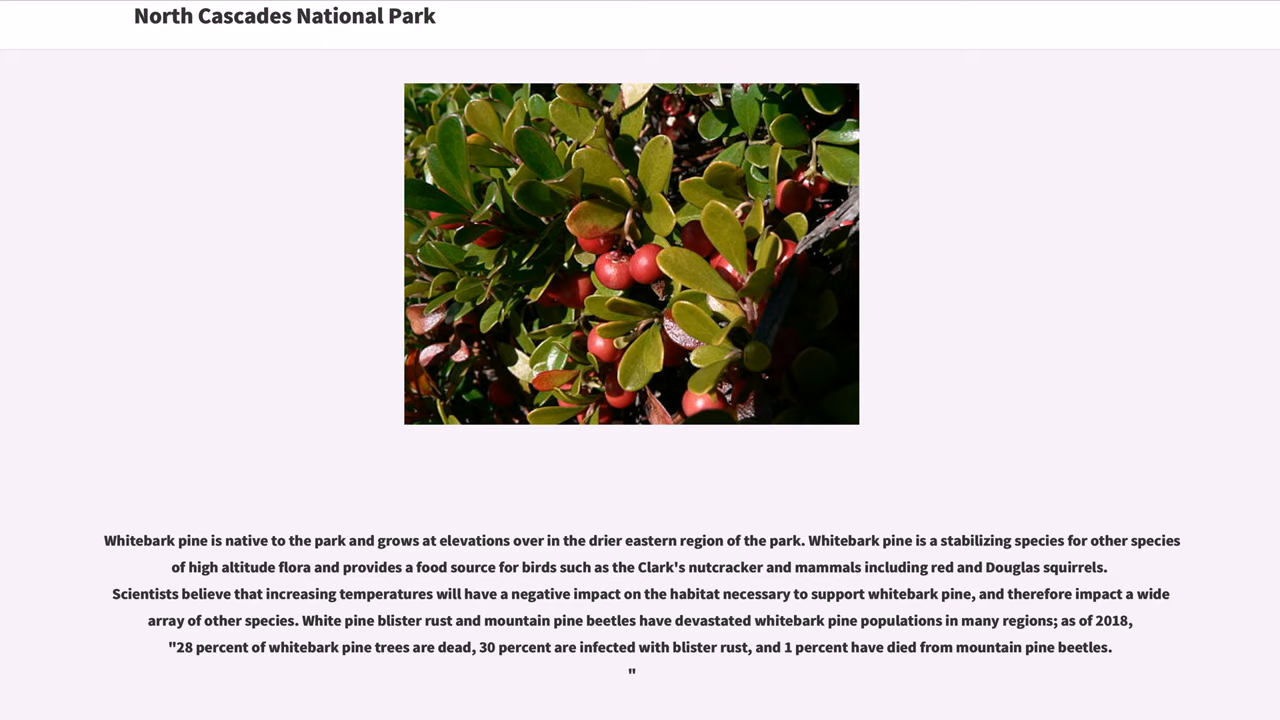 North Cascades National Park
Whitebark pine is native to the park and grows at elevations over in the drier eastern region of the park. Whitebark pine is a stabilizing species for other species
of high altitude flora and provides a food source for birds such as the Clark's nutcracker and mammals including red and Douglas squirrels.
Scientists believe that increasing temperatures will have a negative impact on the habitat necessary to support whitebark pine, and therefore impact a wide
array of other species. White pine blister rust and mountain pine beetles have devastated whitebark pine populations in many regions; as of 2018,
"28 percent of whitebark pine trees are dead, 30 percent are infected with blister rust, and 1 percent have died from mountain pine beetles.
"